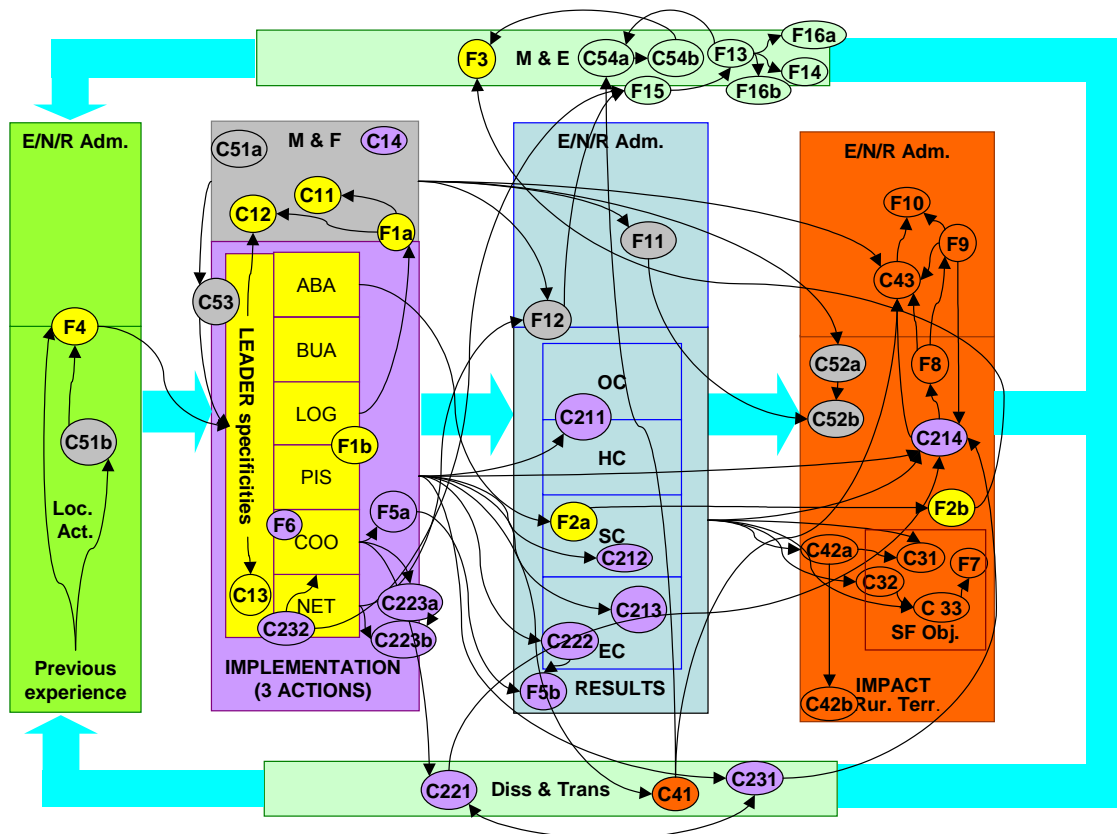 F16a
F3
M & E
C54a
C54b
F13
F14
F15
F16b
E/N/R Adm.
F4
C51b
Loc.
Act.
Previous
experience
C51a
M & F
C14
C11
C12
F1a
C53
LEADER specificities
ABA
BUA
LOG
F1b
PIS
F6
COO
F5a
C13
NET
C232
C223a
C223b
IMPLEMENTATION
(3 ACTIONS)
E/N/R Adm.
F11
F12
OC
C211
HC
F2a
SC
C212
C213
C222
EC
F5b
RESULTS
E/N/R Adm.
F10
F9
C43
C52a
F8
C52b
C214
F2b
C42a
C31
F7
C32
C 33
SF Obj.
IMPACT
C42b
Rur. Terr.
C221
Diss & Trans
C41
C231